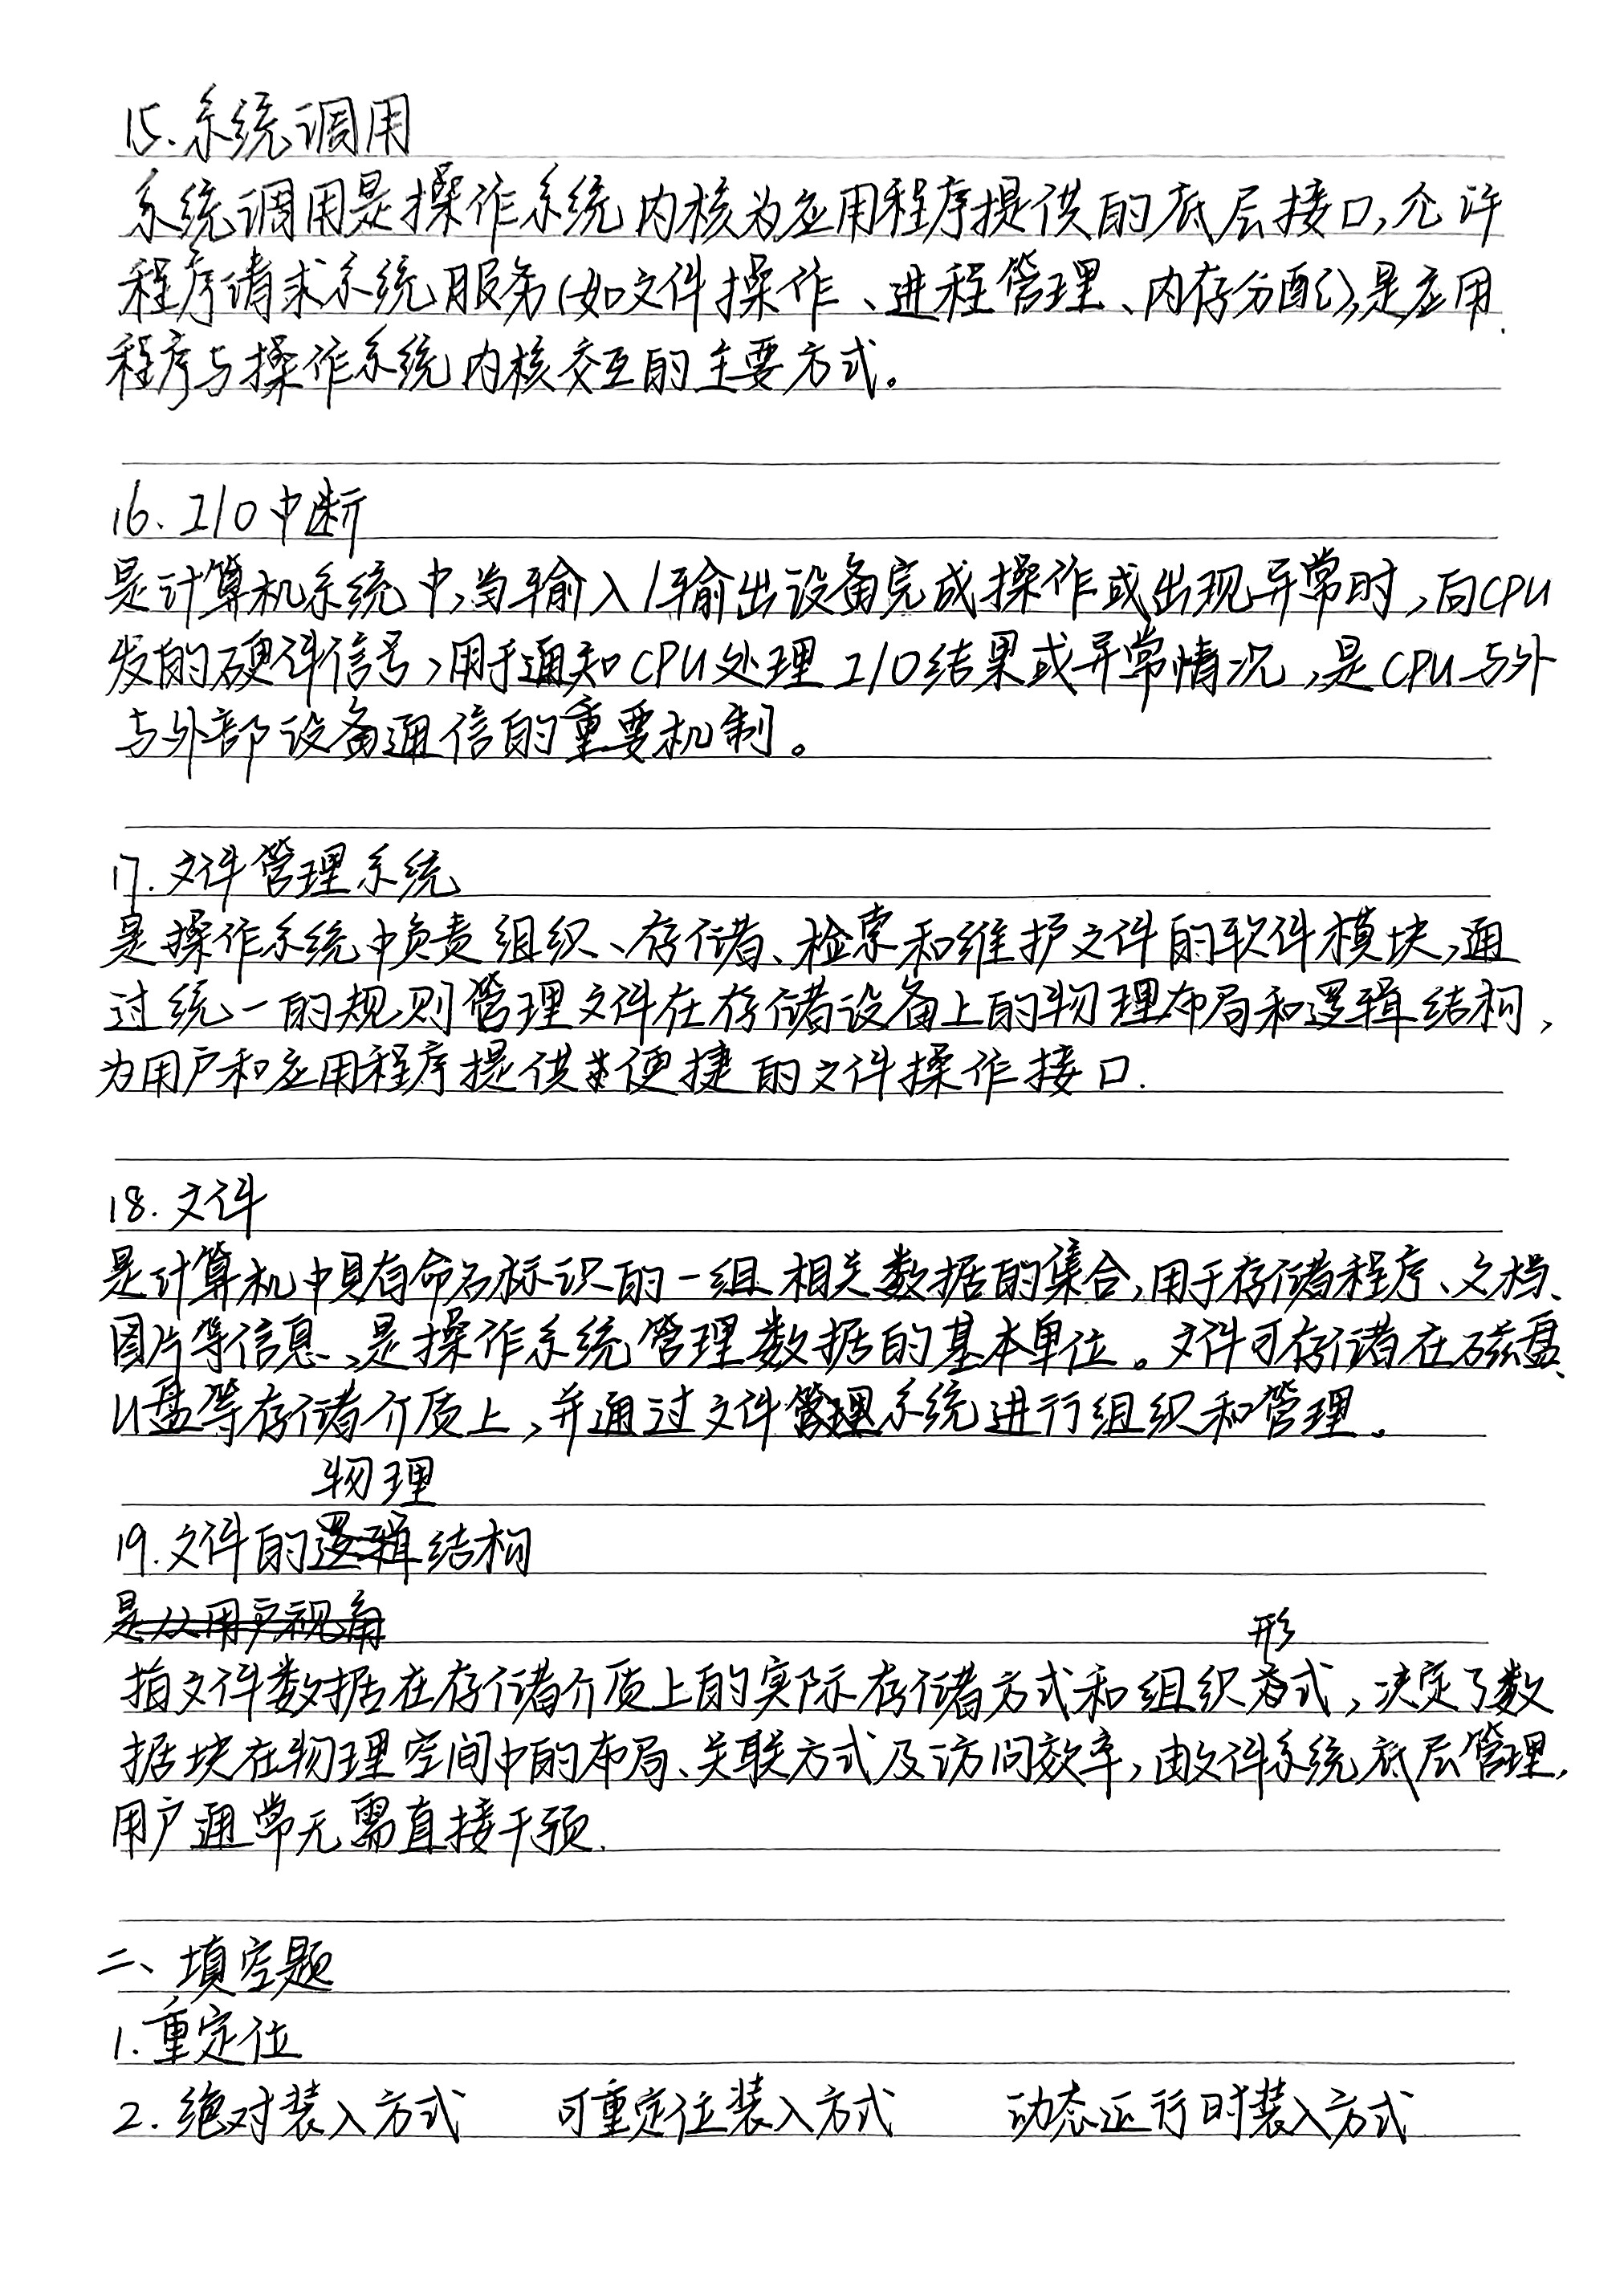 15.系统调用
系统调用是操作系统内核为应用程序提供的底层接口,允许
程序请求系统服务(如文件操作、进程管理、内存分配),是应用
程序与操作系统内核交互的主要方式。
16.I/O中断
是计算机系统中,当输入/输出设备完成操作或出现异常时,向CPU
发的硬件信号,用于通知CPU处理I/O结果或异常情况,是CPU与外
与外部设备通信的重要机制。
17.文件管理系统
是操作系统中负责组织、存储、检索和维护文件的软件模块,通
过统一的规则管理文件在存储设备上的物理布局和逻辑结构,
为用户和应用程序提供便捷的文件操作接口.
18.文件
是计算机中具有命名标识的一组相关数据的集合,用于存储程序、文档、
图片等信息、是操作系统管理数据的基本单位。文件可存储在磁盘、
U盘等存储介质上,并通过文件管理系统进行组织和管理。
物理
19.文件的逻辑结构
是从用户视角
形
指文件数据在存储介质上的实际存储方式和组织方式,决定了数
据块在物理空间中的布局、关联方式及访问效率,由文件系统底层管理,
用户通常无需直接干预.
二、填空题
1.重定位
2.绝对装入方式 可重定位装入方式 动态运行时装入方式